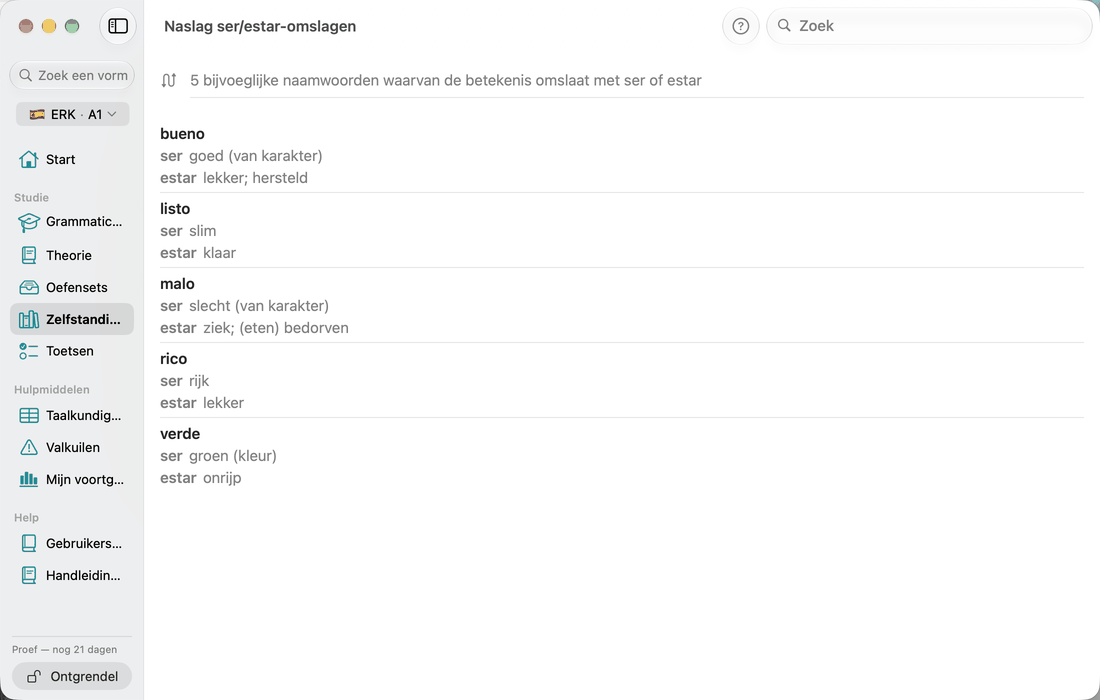 Naslag ser/estar-omslagen
Zoek
Zoek een vorm
ERK · A1
Start
Studie
Grammatic...
Theorie
Oefensets
Zelfstandi...
Toetsen
Hulpmiddelen
Taalkundig...
Valkuilen
Mijn voortg...
Help
Gebruikers...
Handleidin...
Proef — nog 21 dagen
Ontgrendel
5 bijvoeglijke naamwoorden waarvan de betekenis omslaat met ser of estar
bueno
ser goed (van karakter)
estar lekker; hersteld
listo
ser slim
estar klaar
malo
ser slecht (van karakter)
estar ziek; (eten) bedorven
rico
ser rijk
estar lekker
verde
ser groen (kleur)
estar onrijp